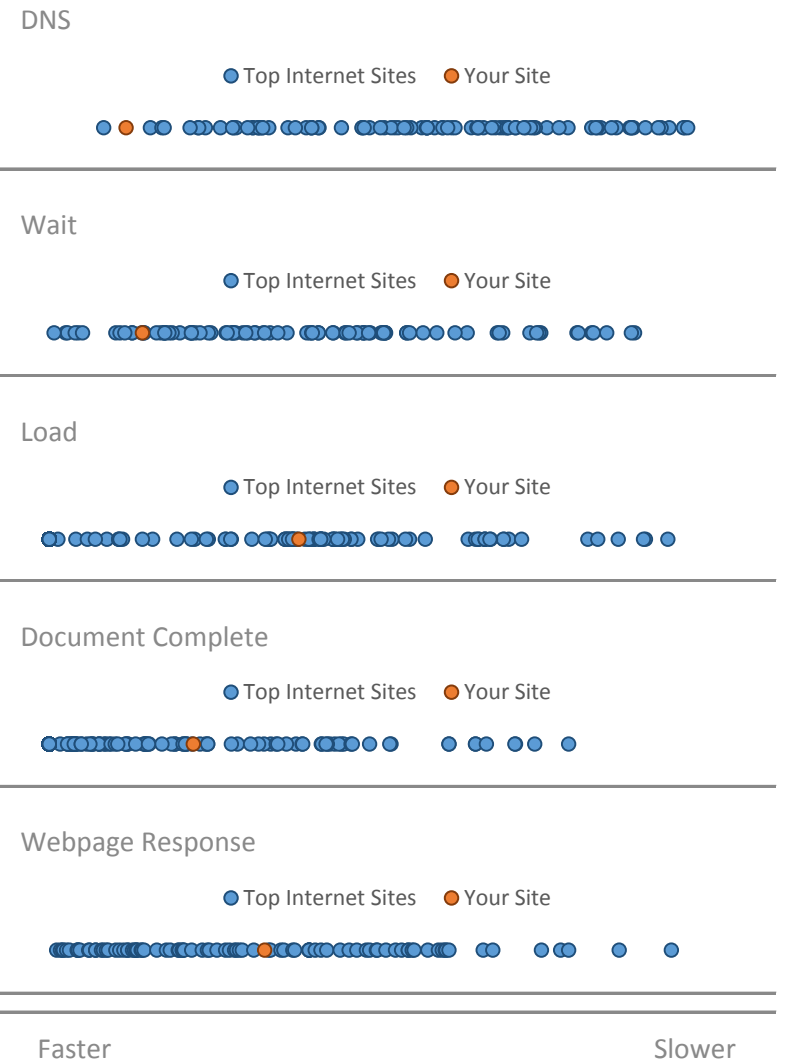 DNS
Top Internet Sites Your Site
Wait
Top Internet Sites Your Site
Load
Top Internet Sites Your Site
Document Complete
Top Internet Sites Your Site
Webpage Response
Top Internet Sites Your Site
Faster Slower